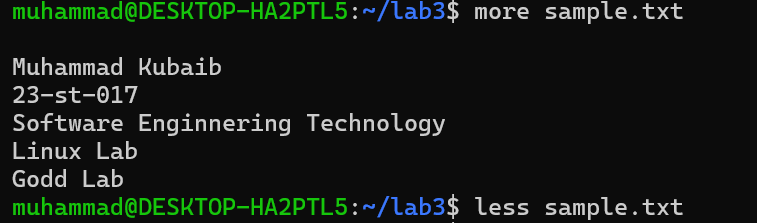 muhammad@DESKTOP-HA2PTL5:~/lab3$ more sample.txt
Muhammad Kubaib
23-st-017
Software Enginnering Technology
Linux Lab
Godd Lab
muhammad@DESKTOP-HA2PTL5:~/lab3$ less sample.txt